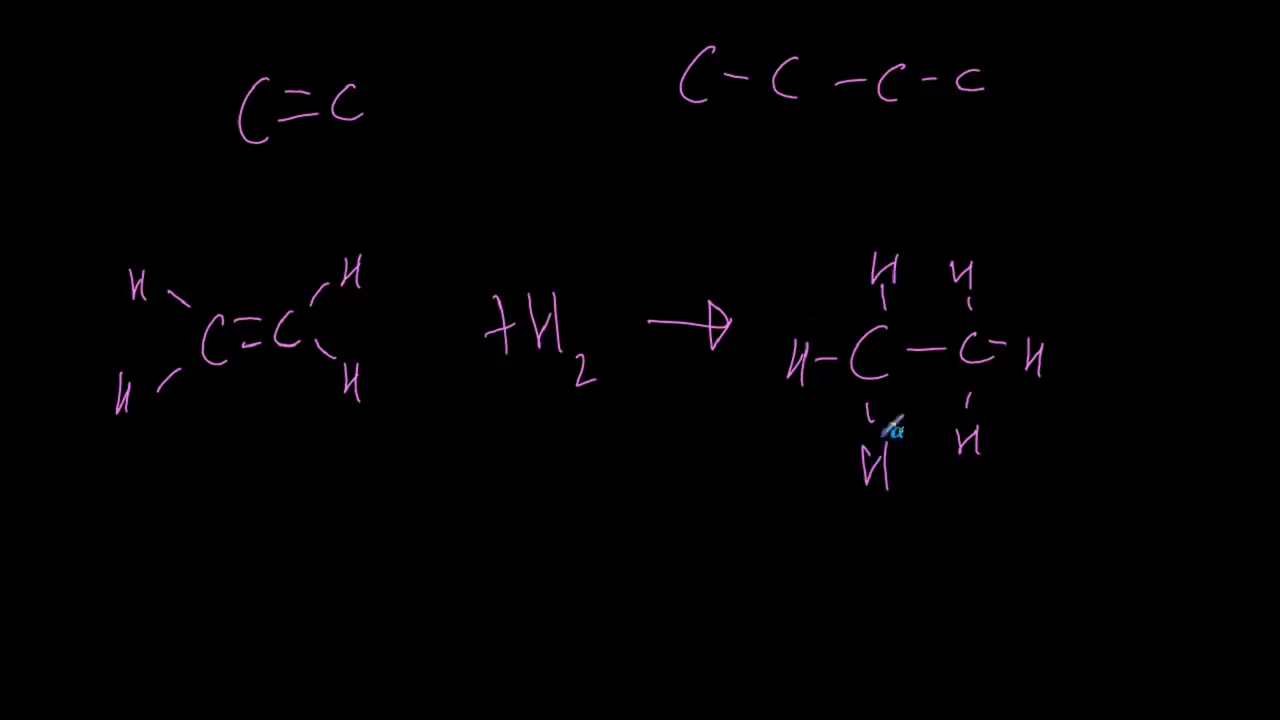 C=C
C-C-C-C
H H H H
C=C +H2 → H-C-C-H
H H H H